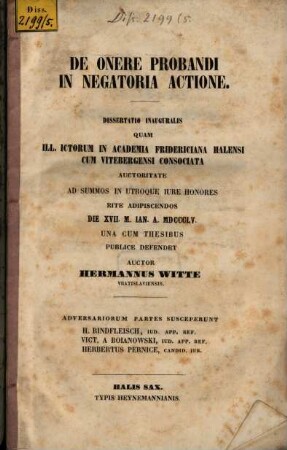 Diss.
2199/5.
Diss. 2199 (5.
DE ONERE PROBANDI
IN NEGATORIA ACTIONE.
DISSERTATIO INAUGURALIS
QUAM
ILL. ICTORUM IN ACADEMIA FRIDERICIANA HALENSI
CUM VITEBERGENSI CONSOCIATA
AUCTORITATE
AD SUMMOS IN UTROQUE IURE HONORES
RITE ADIPISCENDOS
DIE XVII. M. IAN. A. MDCCCLV.
UNA CUM THESIBUS
PUBLICE DEFENDET
AUCTOR
HERMANNUS WITTE
VRATISLAVIENSIS.
ADVERSARIORUM PARTES SUSCEPERUNT
H. RINDFLEISCH, IUD. APP. REF.
VICT. A BOIANOWSKI, IUD. APP. REF.
HERBERTUS PERNICE, CANDID. IUR.
HALIS SAX.
TYPIS HEYNEMANNIANIS.